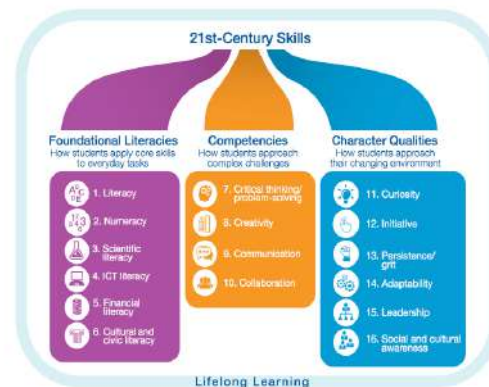 21st-Century Skills
Foundational Literacies
How students apply core skills
to everyday tasks
1. Literacy
2. Numeracy
3. Scientific
literacy
4. ICT literacy
5. Financial
literacy
6. Cultural and
civic literacy
Competencies
How students approach
complex challenges
7. Critical thinking/
problem-solving
8. Creativity
9. Communication
10. Collaboration
Character Qualities
How students approach
their changing environment
11. Curiosity
12. Initiative
13. Persistence/
grit
14. Adaptability
15. Leadership
16. Social and cultural
awareness
Lifelong Learning